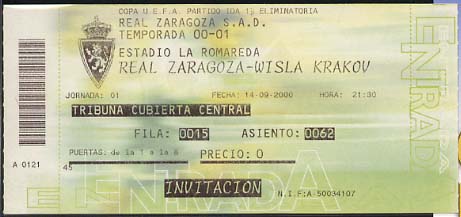 COPA U E.F.A. PARTIDO IDA 1ª ELIMINATORIA
REAL ZARAGOZA S.A.D.
TEMPORADA 00-01
ESTADIO LA ROMAREDA
REAL ZARAGOZA-WISLA KRAKOV
JORNADA: 01 FECHA: 14-09-2000 HORA: 21:30
TRIBUNA CUBIERTA CENTRAL
FILA: 0015 ASIENTO: 0062
PUERTAS: de la 1 a la 8 PRECIO: 0
A 0121
45
INVITACION
N.I.F:A-50034107
ENTRADA
ENTRADA